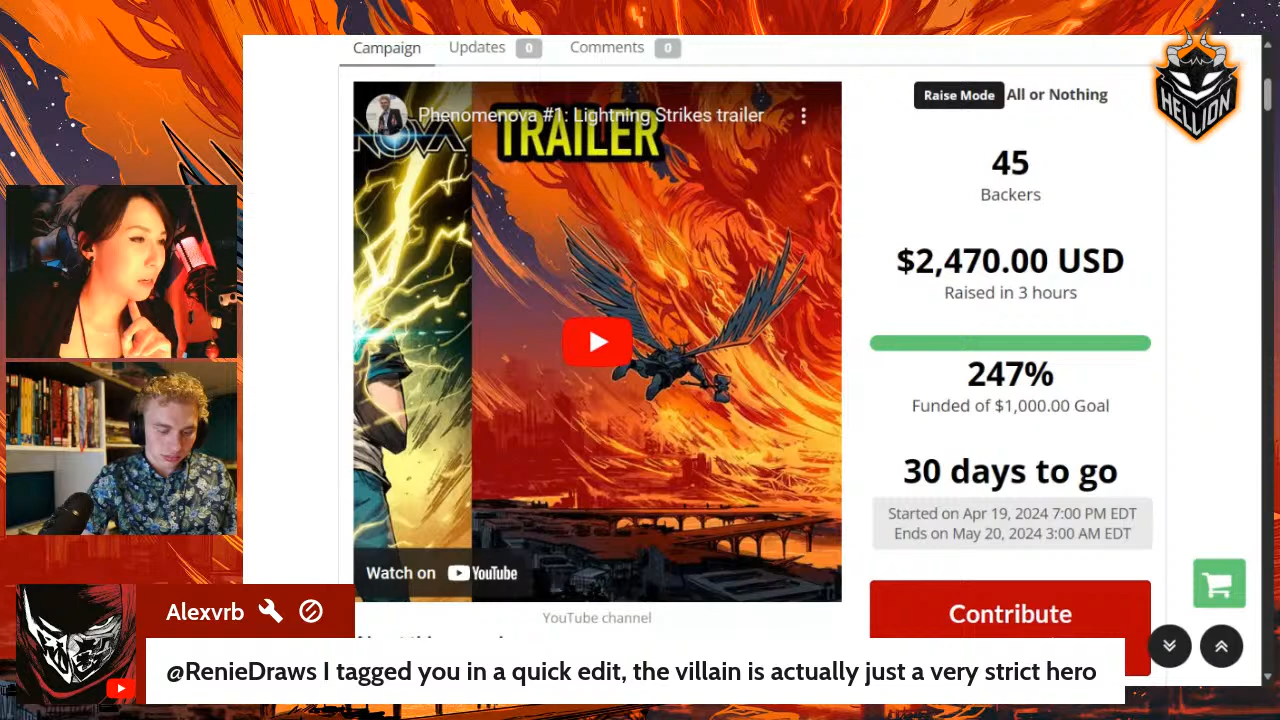 Campaign
Updates 0
Comments 0
Phenomenova #1: Lightning Strikes trailer
NOVA
TRAILER
Watch on YouTube
YouTube channel
Raise Mode All or Nothing
45
Backers
$2,470.00 USD
Raised in 3 hours
247%
Funded of $1,000.00 Goal
30 days to go
Started on Apr 19, 2024 7:00 PM EDT
Ends on May 20, 2024 3:00 AM EDT
Contribute
HELLION
Alexvrb
@RenieDraws I tagged you in a quick edit, the villain is actually just a very strict hero